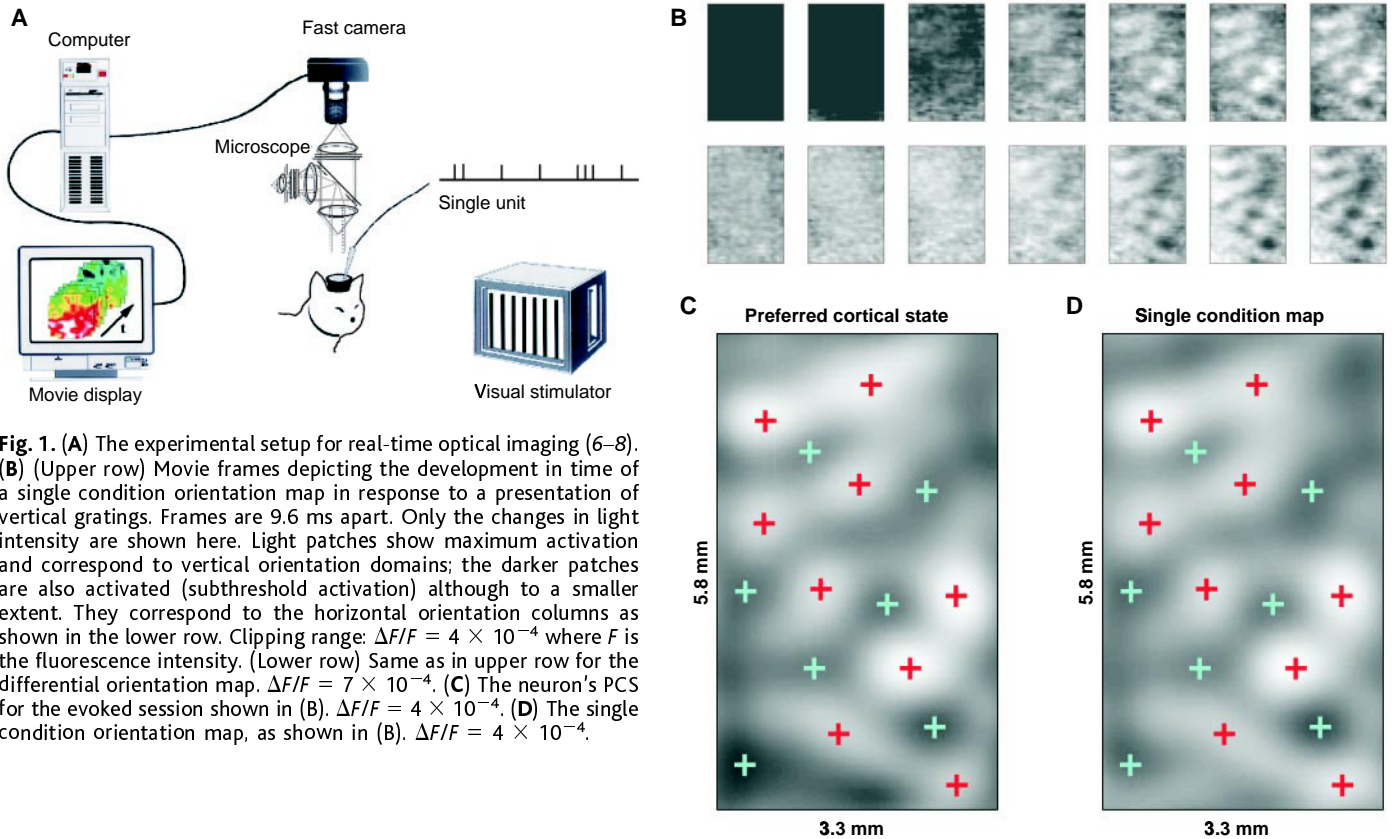 A
Computer
Fast camera
Microscope
Single unit
t
Movie display
Visual stimulator
B
C
Preferred cortical state
5.8 mm
3.3 mm
D
Single condition map
5.8 mm
3.3 mm
Fig. 1. (A) The experimental setup for real-time optical imaging (6–8).
(B) (Upper row) Movie frames depicting the development in time of
a single condition orientation map in response to a presentation of
vertical gratings. Frames are 9.6 ms apart. Only the changes in light
intensity are shown here. Light patches show maximum activation
and correspond to vertical orientation domains; the darker patches
are also activated (subthreshold activation) although to a smaller
extent. They correspond to the horizontal orientation columns as
shown in the lower row. Clipping range: ΔF/F = 4 × 10⁻⁴ where F is
the fluorescence intensity. (Lower row) Same as in upper row for the
differential orientation map. ΔF/F = 7 × 10⁻⁴. (C) The neuron's PCS
for the evoked session shown in (B). ΔF/F = 4 × 10⁻⁴. (D) The single
condition orientation map, as shown in (B). ΔF/F = 4 × 10⁻⁴.